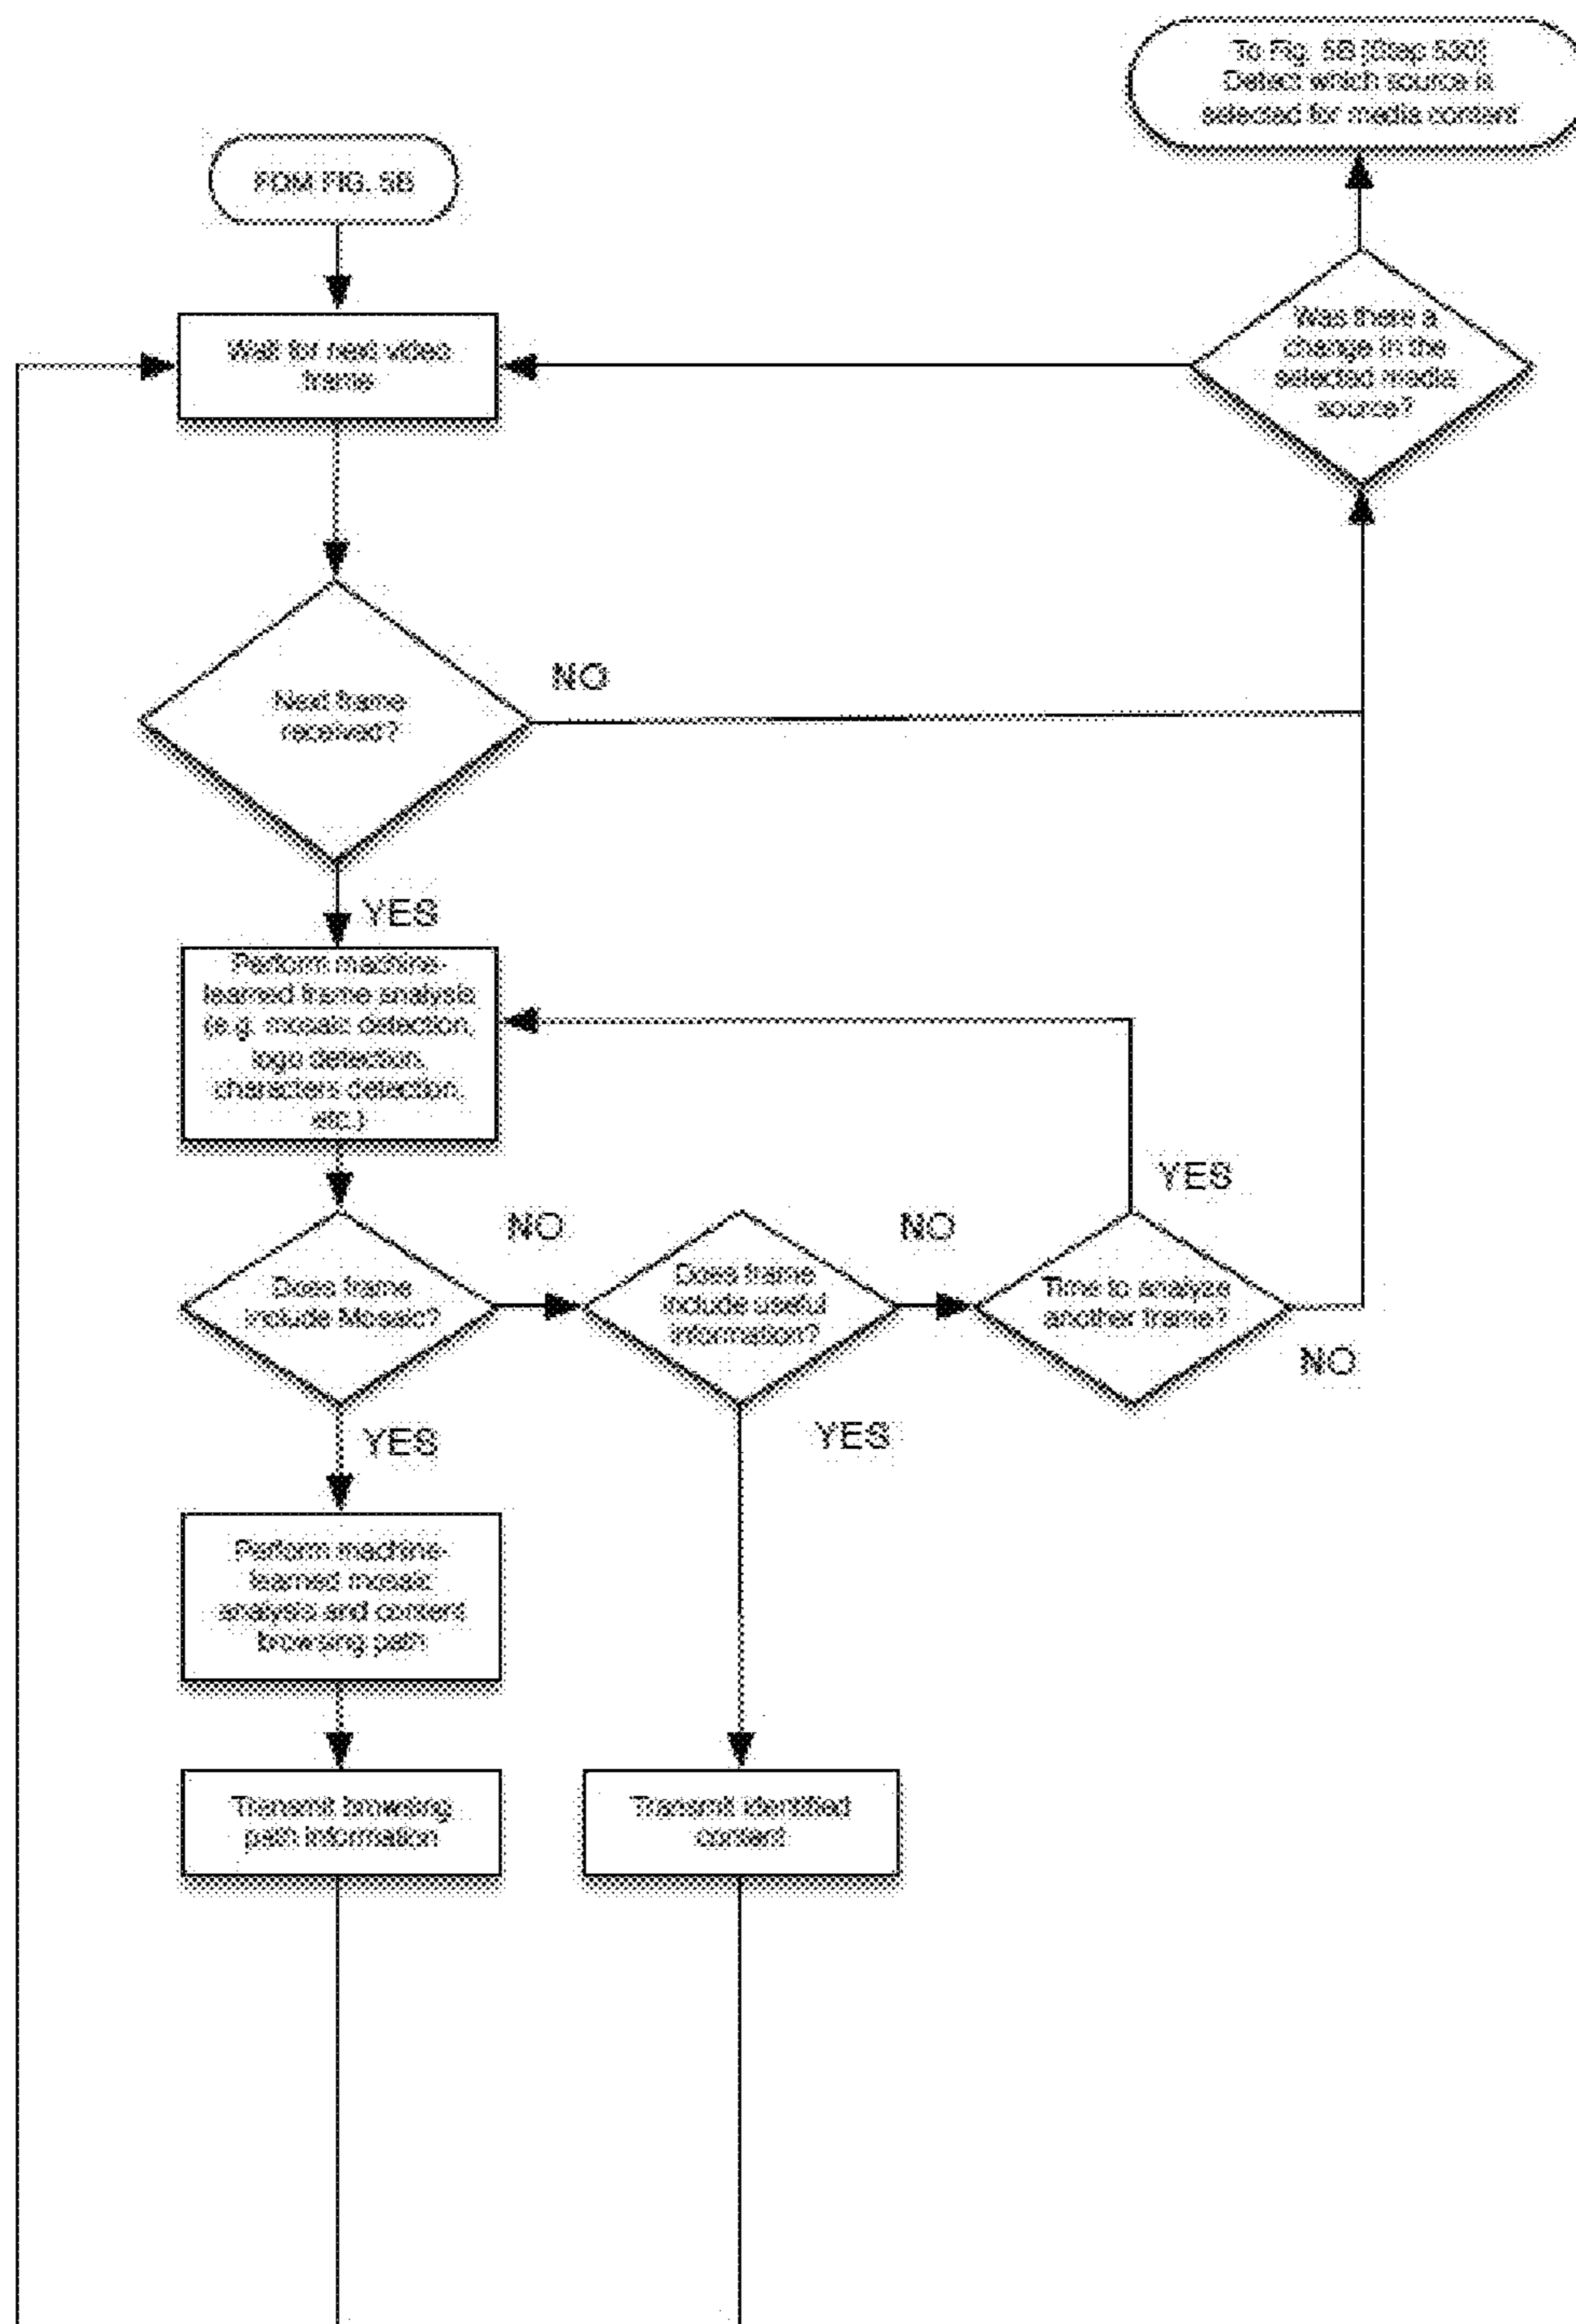 To Fig. 5B [Step 530]
Detect which source is
selected for media content
FOM FIG. 5B
Wait for next video
frame
Was there a
change in the
selected media
source?
Next frame
received?
NO
YES
Perform machine-
learned frame analysis
(e.g. mosaic detection,
logo detection,
characters detection,
etc.)
YES
NO
NO
Does frame
include Mosaic?
Does frame
include useful
information?
Time to analyze
another frame?
NO
YES
YES
Perform machine-
learned mosaic
analysis and content
browsing path
Transmit browsing
path information
Transmit identified
content